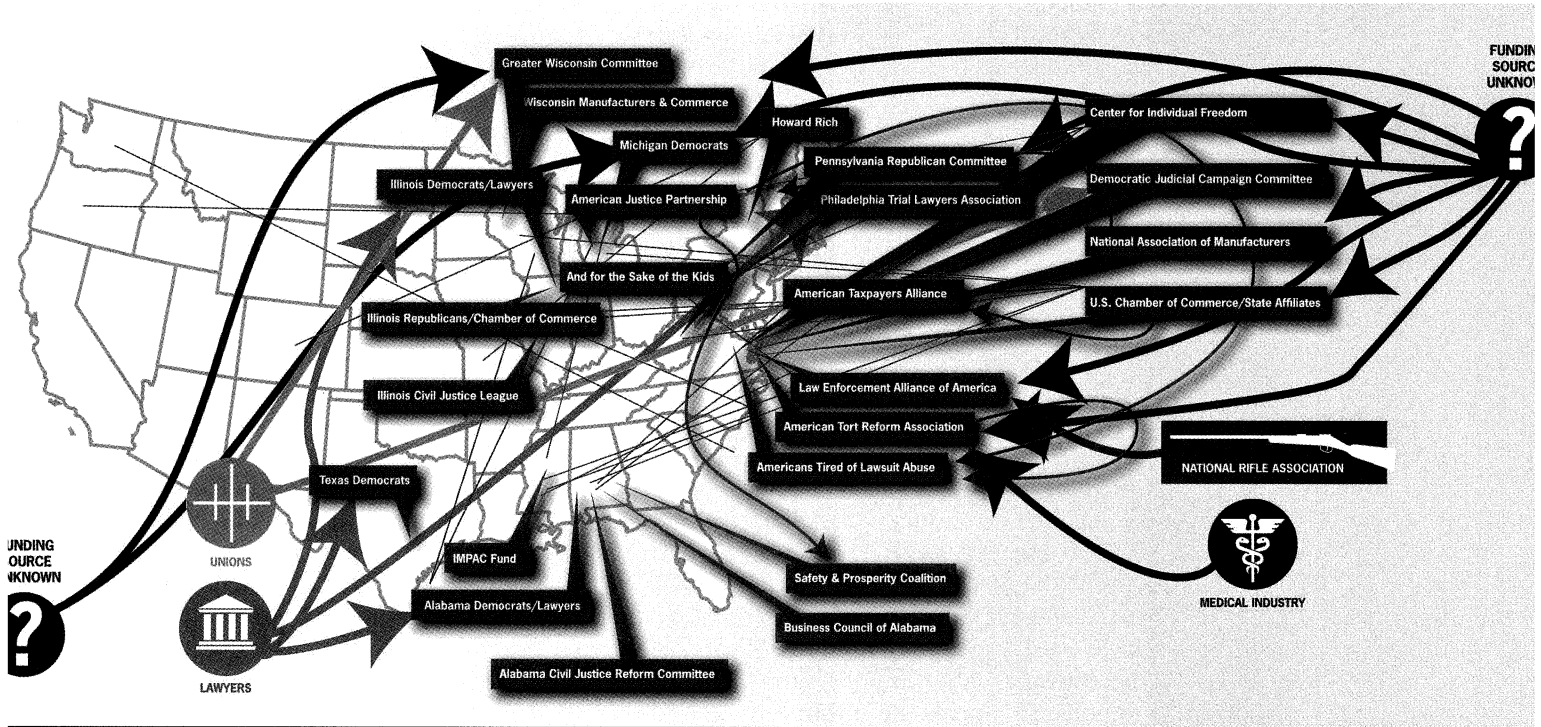 Greater Wisconsin Committee
Wisconsin Manufacturers & Commerce
Howard Rich
Michigan Democrats
Illinois Democrats/Lawyers
American Justice Partnership
And for the Sake of the Kids
Illinois Republicans/Chamber of Commerce
Illinois Civil Justice League
Texas Democrats
IMPAC Fund
Alabama Democrats/Lawyers
Alabama Civil Justice Reform Committee
Pennsylvania Republican Committee
Philadelphia Trial Lawyers Association
American Taxpayers Alliance
Law Enforcement Alliance of America
American Tort Reform Association
Americans Tired of Lawsuit Abuse
Safety & Prosperity Coalition
Business Council of Alabama
Center for Individual Freedom
Democratic Judicial Campaign Committee
National Association of Manufacturers
U.S. Chamber of Commerce/State Affiliates
FUNDIN
SOURC
UNKNOW
?
NATIONAL RIFLE ASSOCIATION
MEDICAL INDUSTRY
UNIONS
LAWYERS
UNDING
OURCE
NKNOWN
?